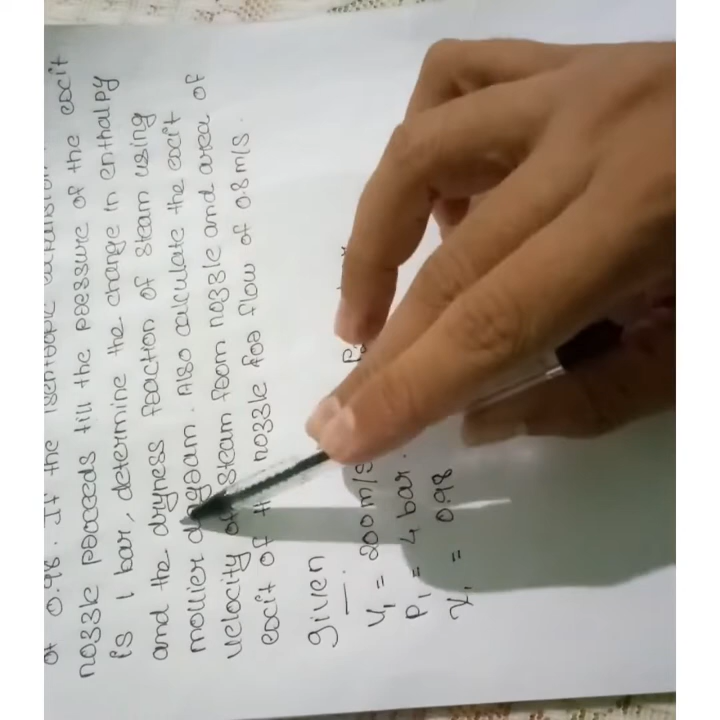 of 0.98. If the isentropic
nozzle proceeds till the pressure of the exit
is 1 bar, determine the change in enthalpy
and the dryness fraction of steam using
mollier diagram. Also calculate the exit
velocity of steam from nozzle and area of
exit of the nozzle for flow of 0.8 m/s.
given
V₁ = 200 m/s
P₁ = 4 bar.
x₁ = 0.98